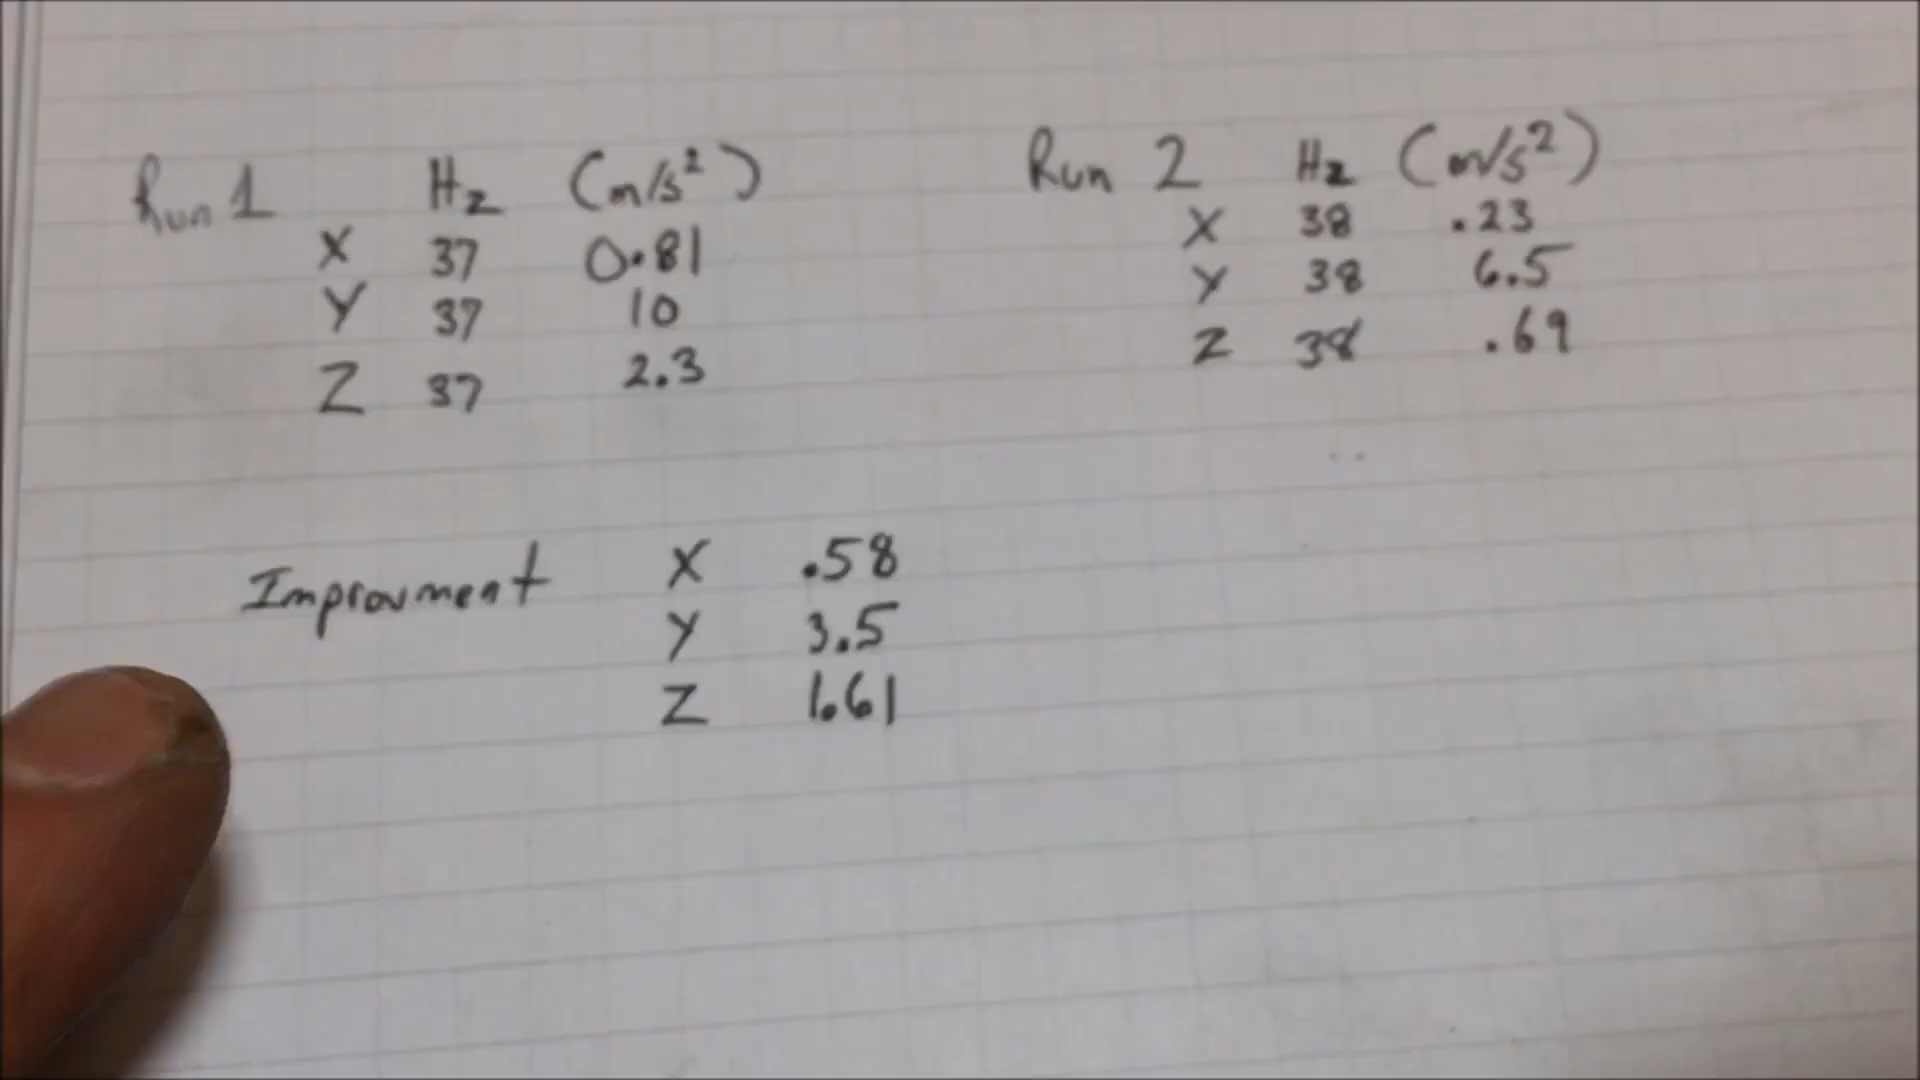 Run 1 Hz (m/s²)
X 37 0.81
Y 37 10
Z 37 2.3
Run 2 Hz (m/s²)
X 38 .23
Y 38 6.5
Z 38 .69
Improvment X .58
Y 3.5
Z 1.61